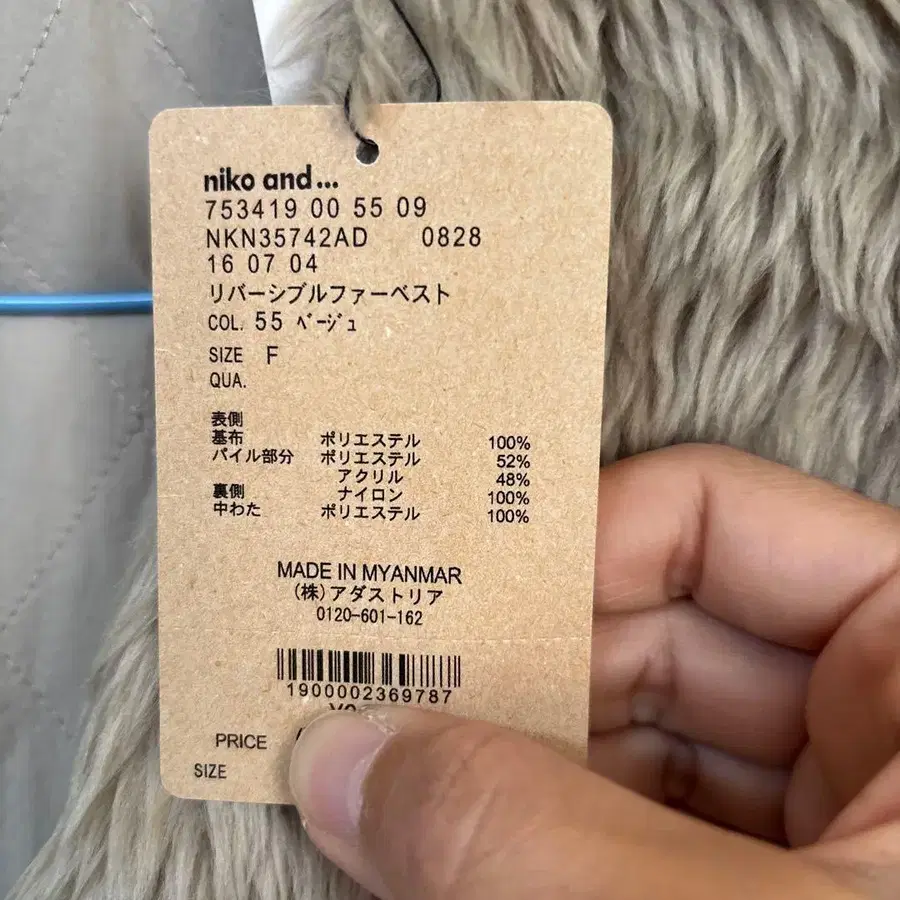 niko and...
753419 00 55 09
NKN35742AD 0828
16 07 04
リバーシブルファーベスト
COL. 55 ﾍﾞｰｼﾞｭ
SIZE F
QUA.
表側
基布 ポリエステル 100%
パイル部分 ポリエステル 52%
アクリル 48%
裏側 ナイロン 100%
中わた ポリエステル 100%
MADE IN MYANMAR
(株)アダストリア
0120-601-162
1900002369787
PRICE
SIZE